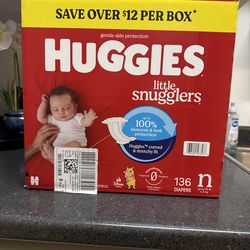 SAVE OVER $12 PER BOX*
gentle skin protection
HUGGIES
little
snugglers
up to
100%
blowout & leak
protection
Huggies™ curved
& stretchy fit
136
DIAPERS
n